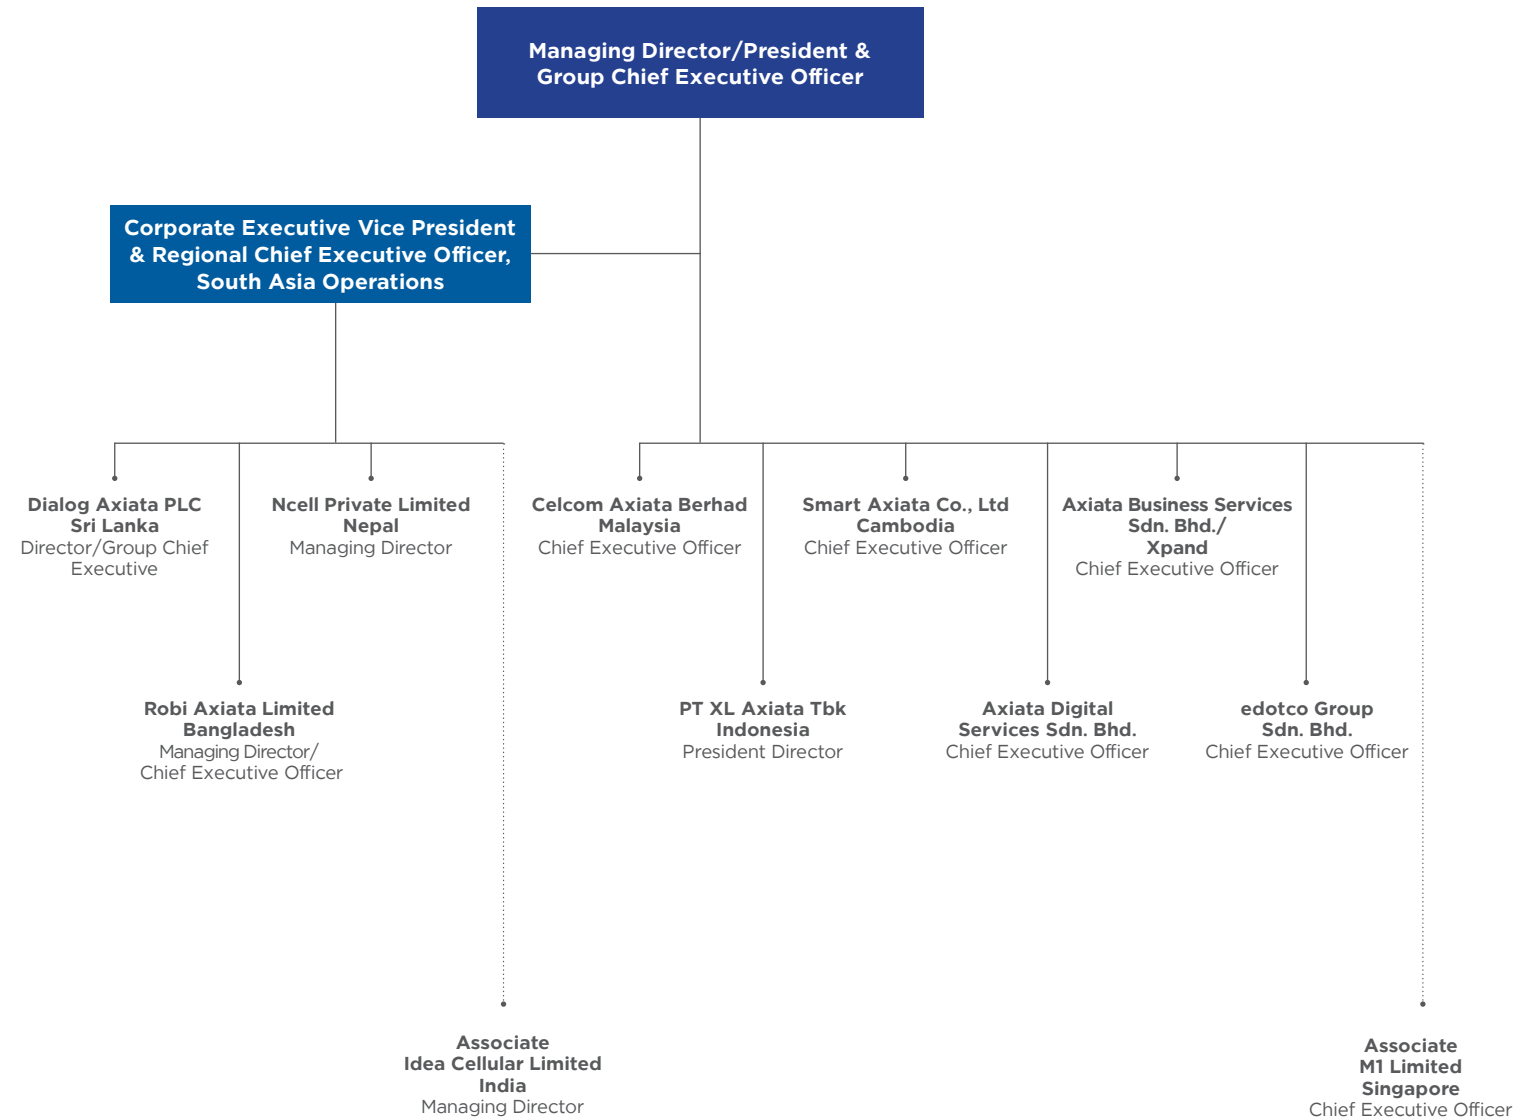 Managing Director/President &
Group Chief Executive Officer
Corporate Executive Vice President
& Regional Chief Executive Officer,
South Asia Operations
Dialog Axiata PLC
Sri Lanka
Director/Group Chief
Executive
Ncell Private Limited
Nepal
Managing Director
Celcom Axiata Berhad
Malaysia
Chief Executive Officer
Smart Axiata Co., Ltd
Cambodia
Chief Executive Officer
Axiata Business Services
Sdn. Bhd./
Xpand
Chief Executive Officer
Robi Axiata Limited
Bangladesh
Managing Director/
Chief Executive Officer
PT XL Axiata Tbk
Indonesia
President Director
Axiata Digital
Services Sdn. Bhd.
Chief Executive Officer
edotco Group
Sdn. Bhd.
Chief Executive Officer
Associate
Idea Cellular Limited
India
Managing Director
Associate
M1 Limited
Singapore
Chief Executive Officer